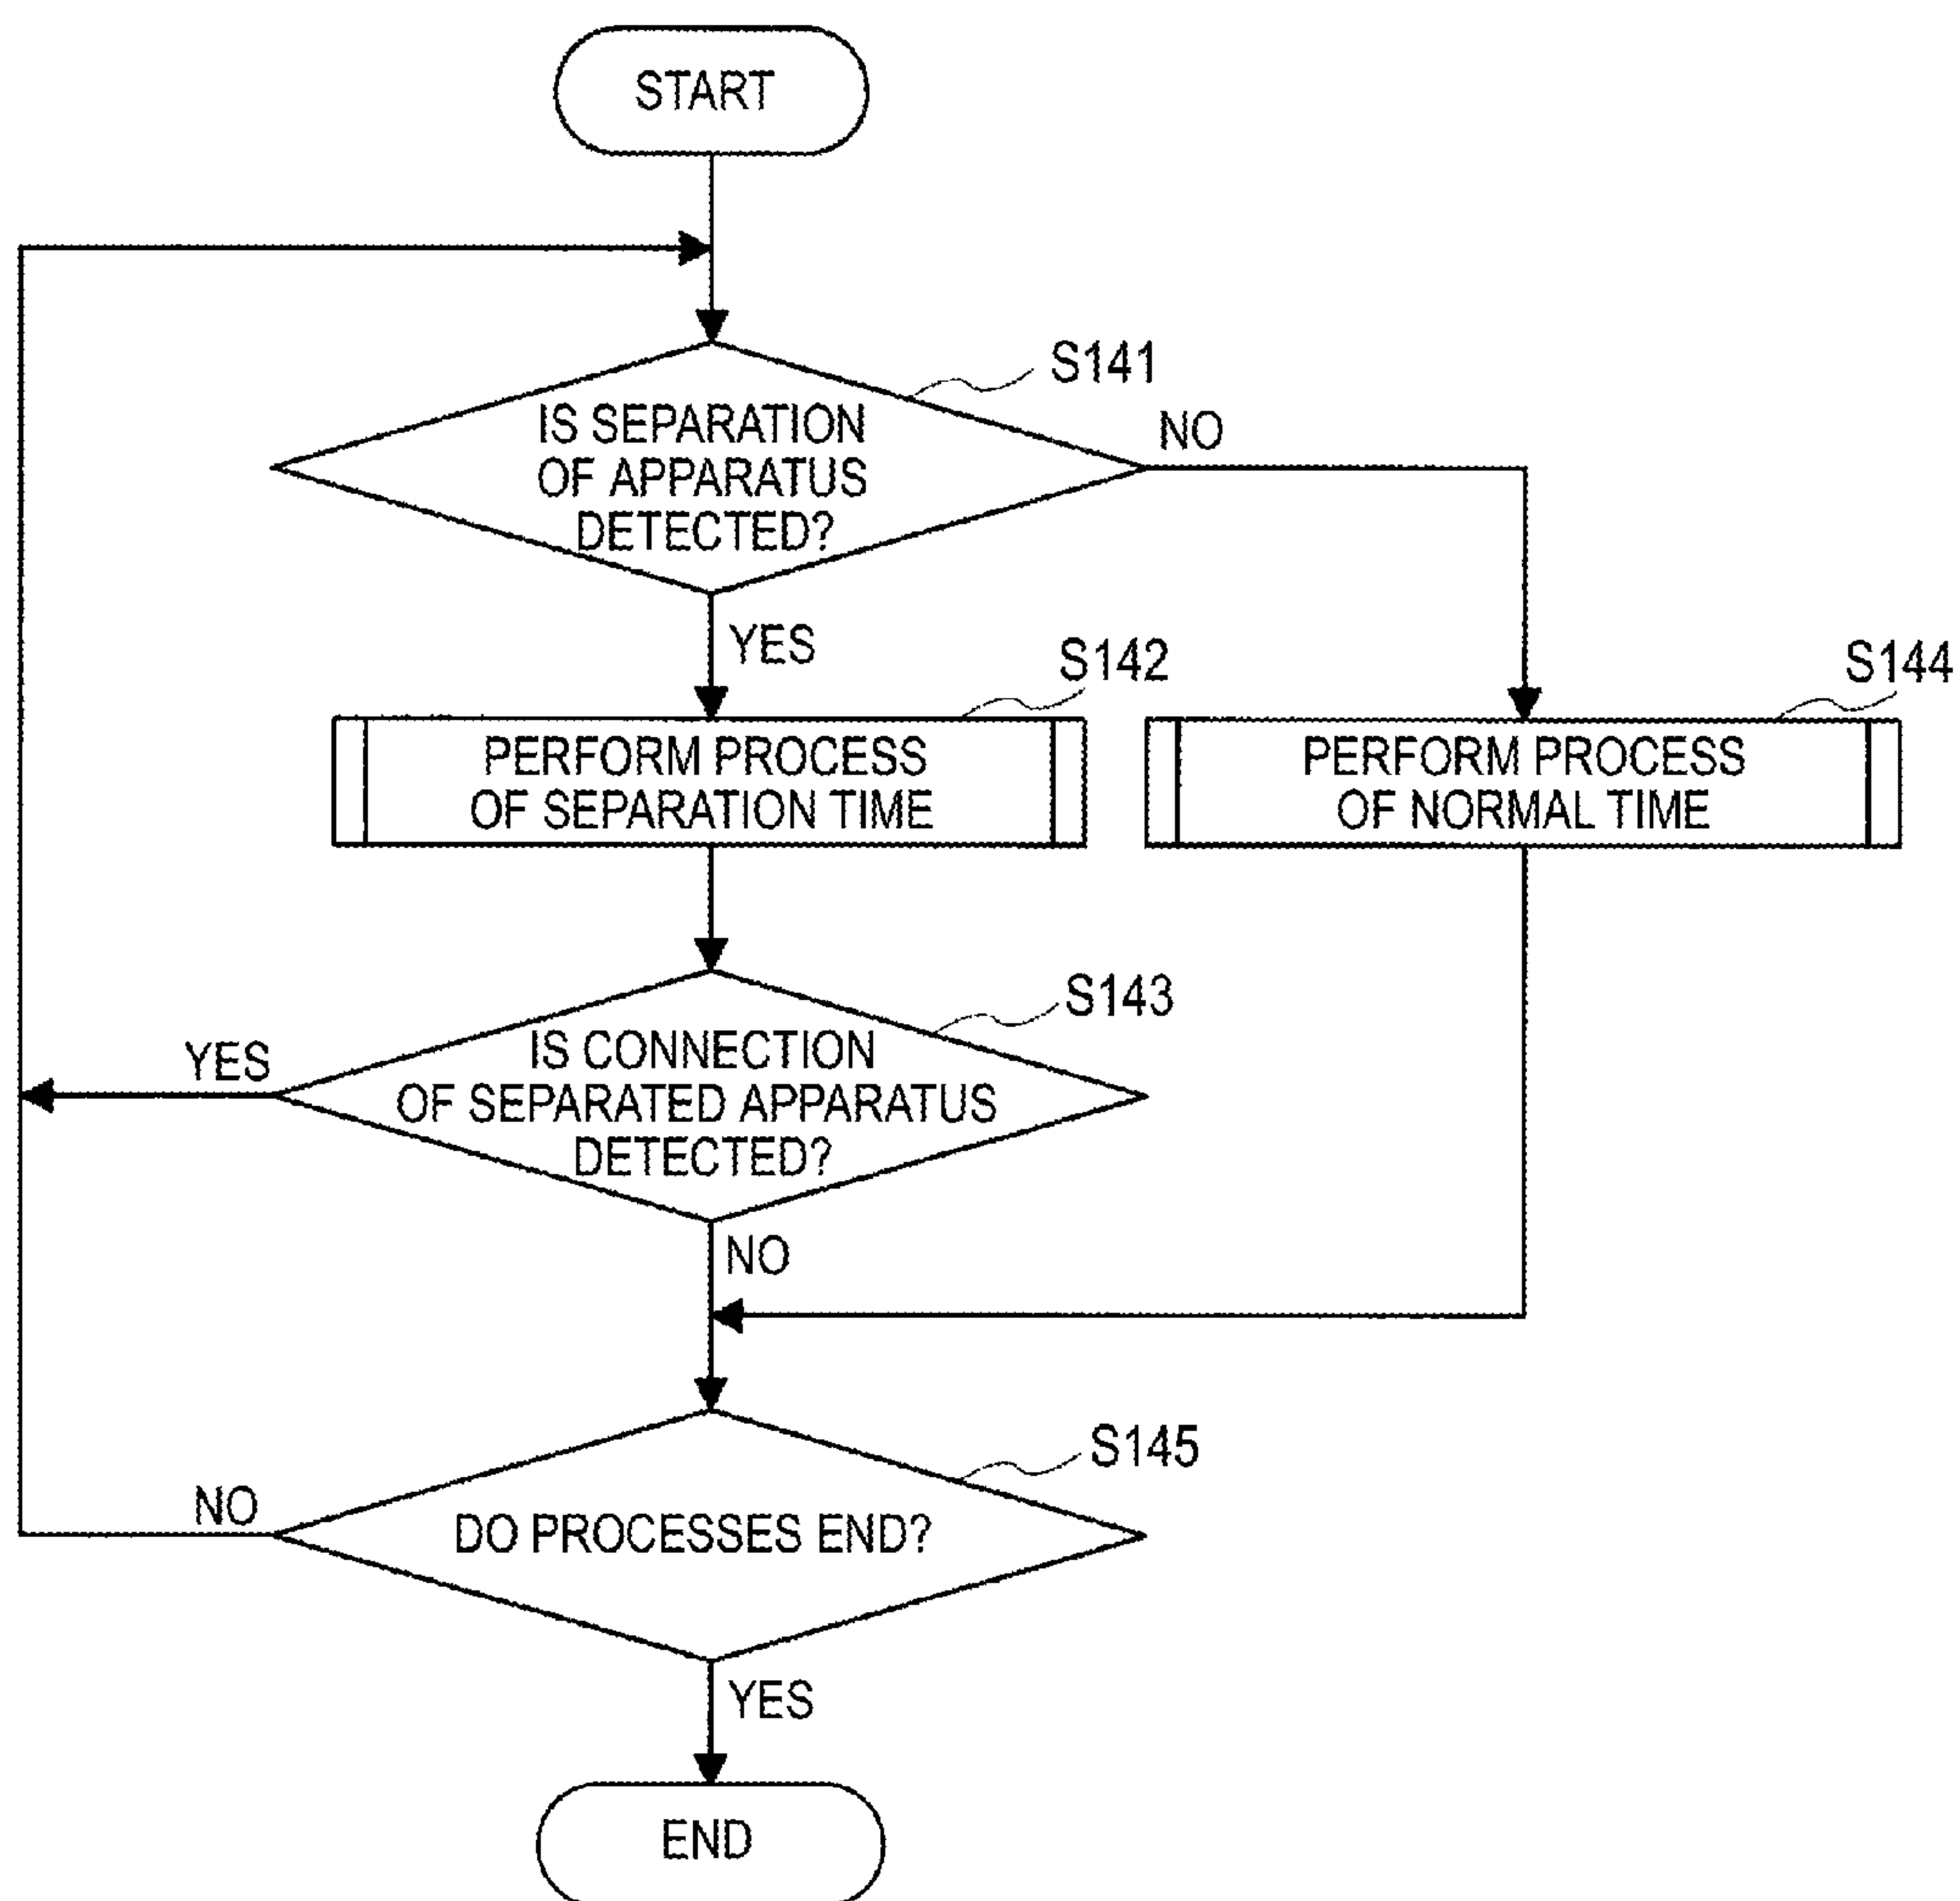 START
S141
IS SEPARATION
OF APPARATUS
DETECTED?
NO
YES
S142
PERFORM PROCESS
OF SEPARATION TIME
S144
PERFORM PROCESS
OF NORMAL TIME
S143
IS CONNECTION
OF SEPARATED APPARATUS
DETECTED?
YES
NO
S145
DO PROCESSES END?
NO
YES
END